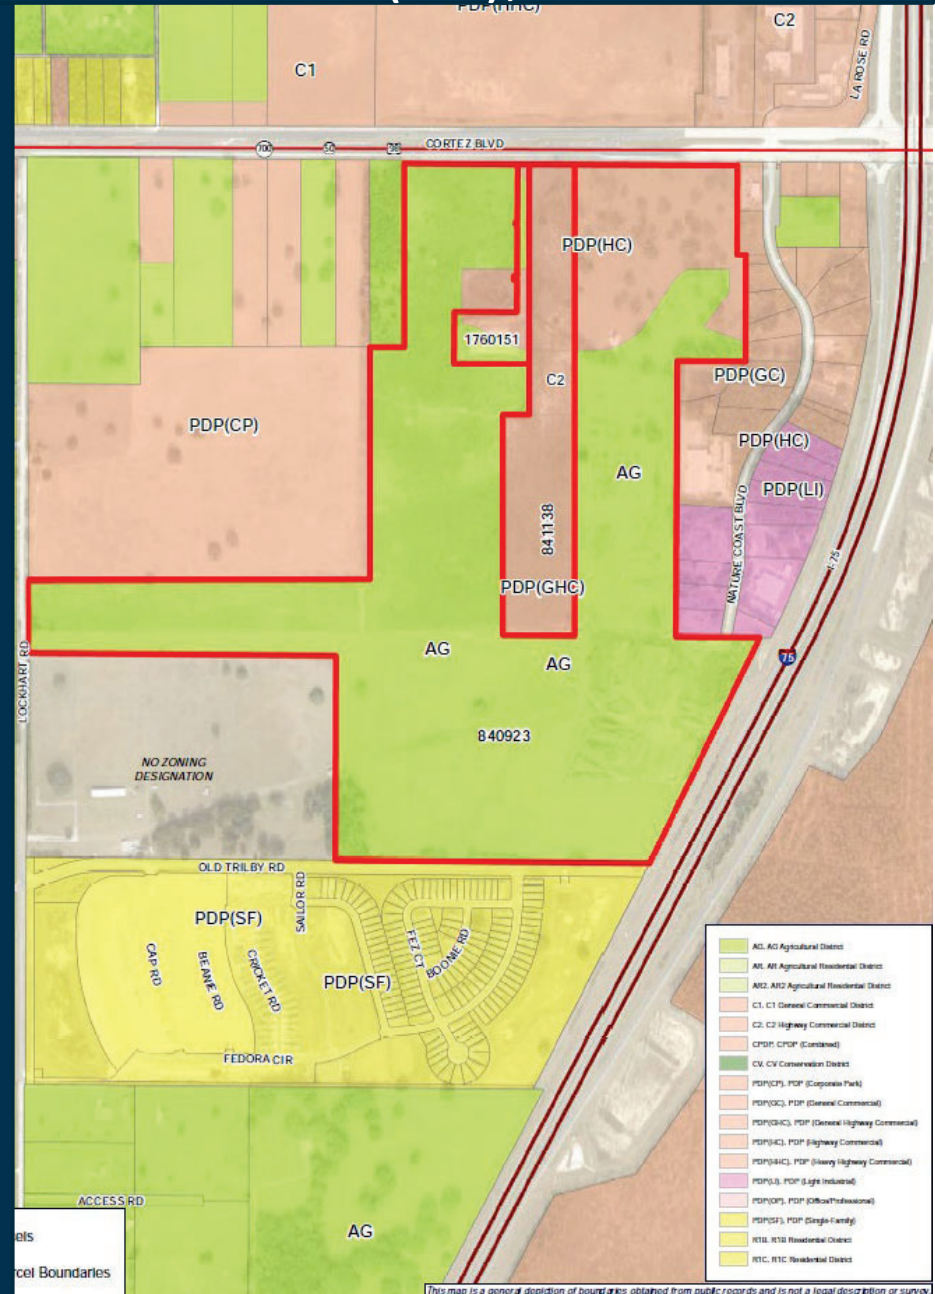 PDP(HHC)
C2
C1
LA ROSE RD
CORTEZ BLVD
700
50
98
PDP(HC)
1760151
C2
PDP(GC)
PDP(CP)
PDP(HC)
AG
PDP(LI)
841138
NATURE COAST BLVD
PDP(GHC)
I-75
75
LOCKHART RD
AG
AG
840923
NO ZONING
DESIGNATION
OLD TRILBY RD
SAILOR RD
PDP(SF)
FEZ CT
BOONIE RD
CAP RD
BEANIE RD
CRICKET RD
PDP(SF)
FEDORA CIR
ACCESS RD
AG
els
rcel Boundaries
AG, AG Agricultural District
AR, AR Agricultural Residential District
AR2, AR2 Agricultural Residential District
C1, C1 General Commercial District
C2, C2 Highway Commercial District
CPDP, CPDP (Combined)
CV, CV Conservation District
PDP(CP), PDP (Corporate Park)
PDP(GC), PDP (General Commercial)
PDP(GHC), PDP (General Highway Commercial)
PDP(HC), PDP (Highway Commercial)
PDP(HHC), PDP (Heavy Highway Commercial)
PDP(LI), PDP (Light Industrial)
PDP(OP), PDP (Office/Professional)
PDP(SF), PDP (Single-Family)
R1B, R1B Residential District
R1C, R1C Residential District
This map is a general depiction of boundaries obtained from public records and is not a legal description or survey.